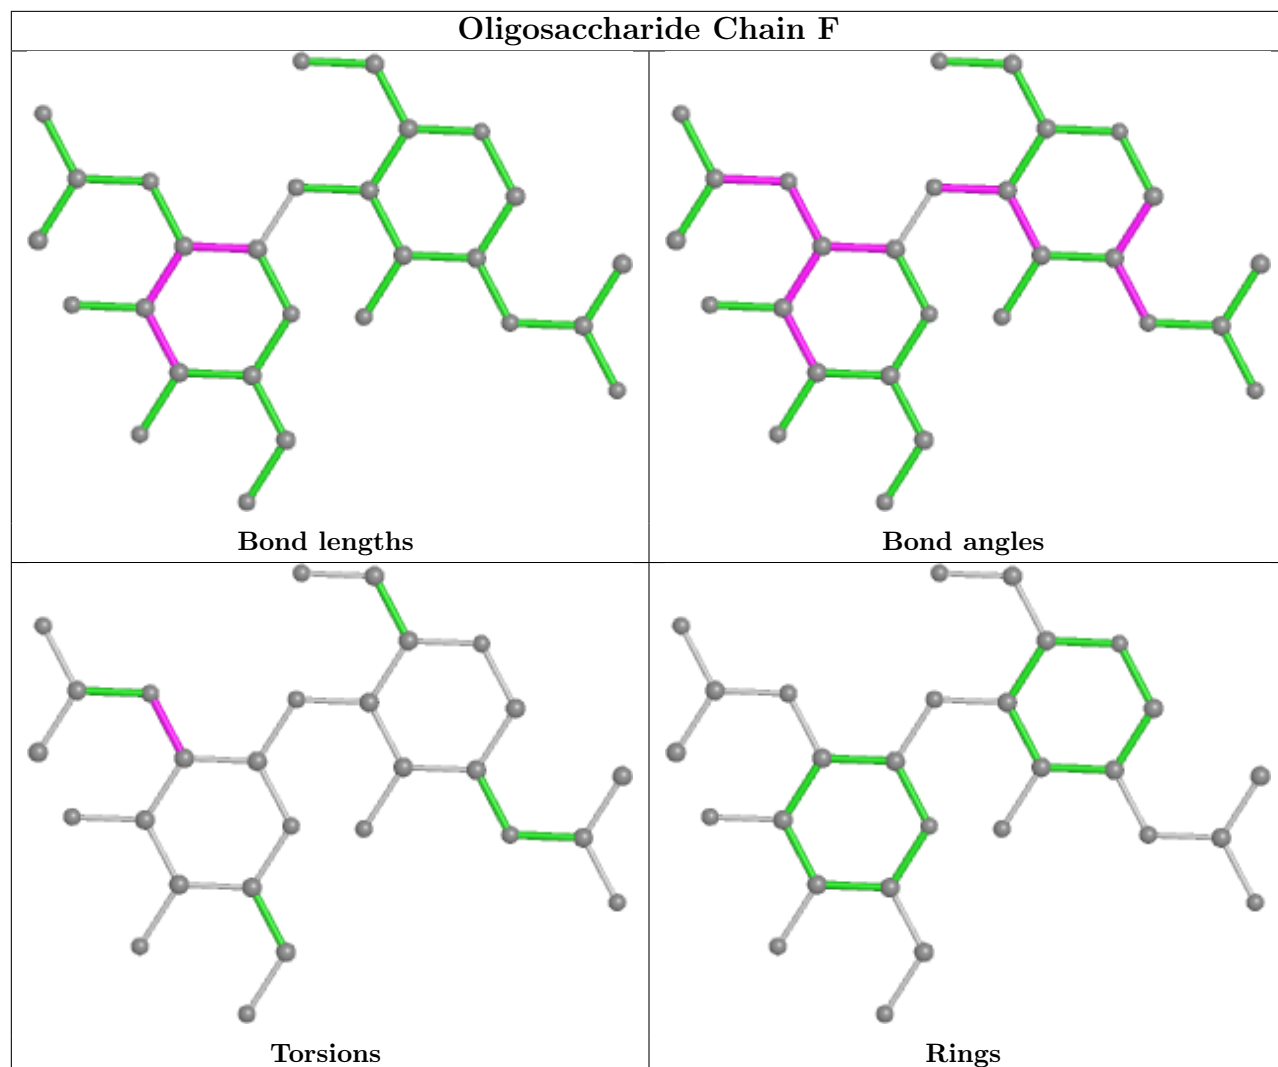 Oligosaccharide Chain F
Bond lengths
Bond angles
Torsions
Rings